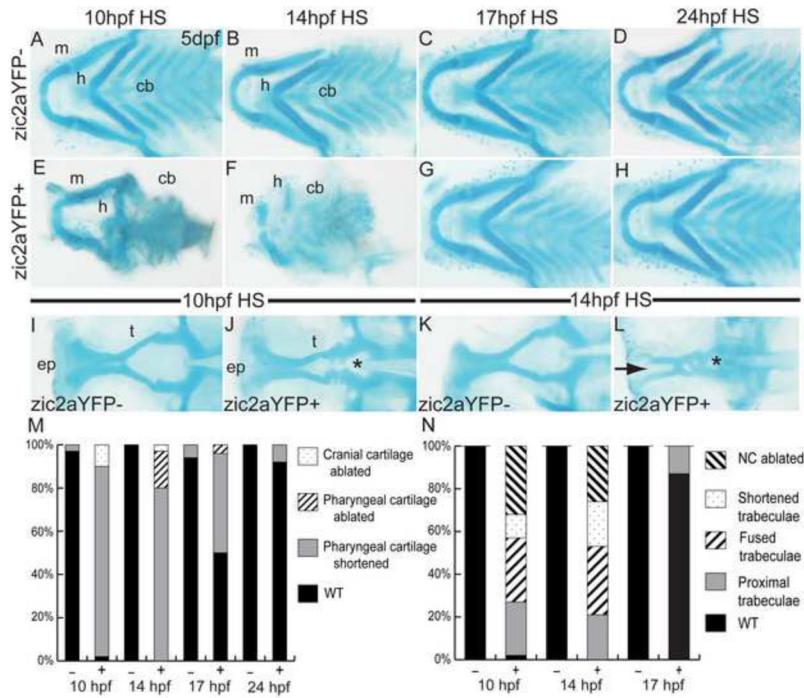 10hpf HS 14hpf HS 17hpf HS 24hpf HS
zic2aYFP-
A m h cb 5dpf
B m h cb
C
D
zic2aYFP+
E m h cb
F m h cb
G
H
10hpf HS 14hpf HS
I ep t zic2aYFP-
J ep t * zic2aYFP+
K zic2aYFP-
L * zic2aYFP+
M
100%
80%
60%
40%
20%
0%
- + - + - + - +
10 hpf 14 hpf 17 hpf 24 hpf
Cranial cartilage
ablated
Pharyngeal cartilage
ablated
Pharyngeal cartilage
shortened
WT
N
100%
80%
60%
40%
20%
0%
- + - + - +
10 hpf 14 hpf 17 hpf
NC ablated
Shortened
trabeculae
Fused
trabeculae
Proximal
trabeculae
WT